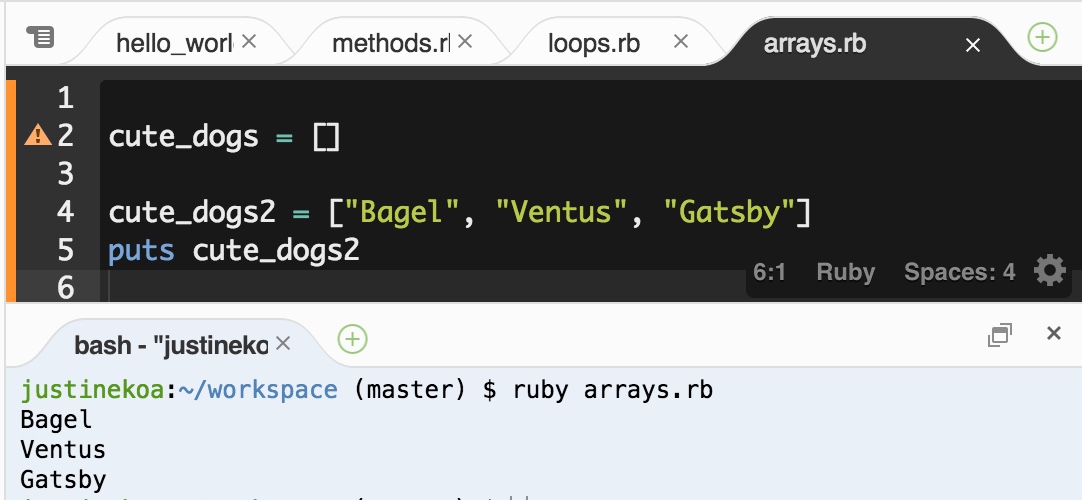 hello_worl methods.rl loops.rb arrays.rb
1
2 cute_dogs = []
3
4 cute_dogs2 = ["Bagel", "Ventus", "Gatsby"]
5 puts cute_dogs2
6
6:1 Ruby Spaces: 4
bash - "justineko
justinekoa:~/workspace (master) $ ruby arrays.rb
Bagel
Ventus
Gatsby